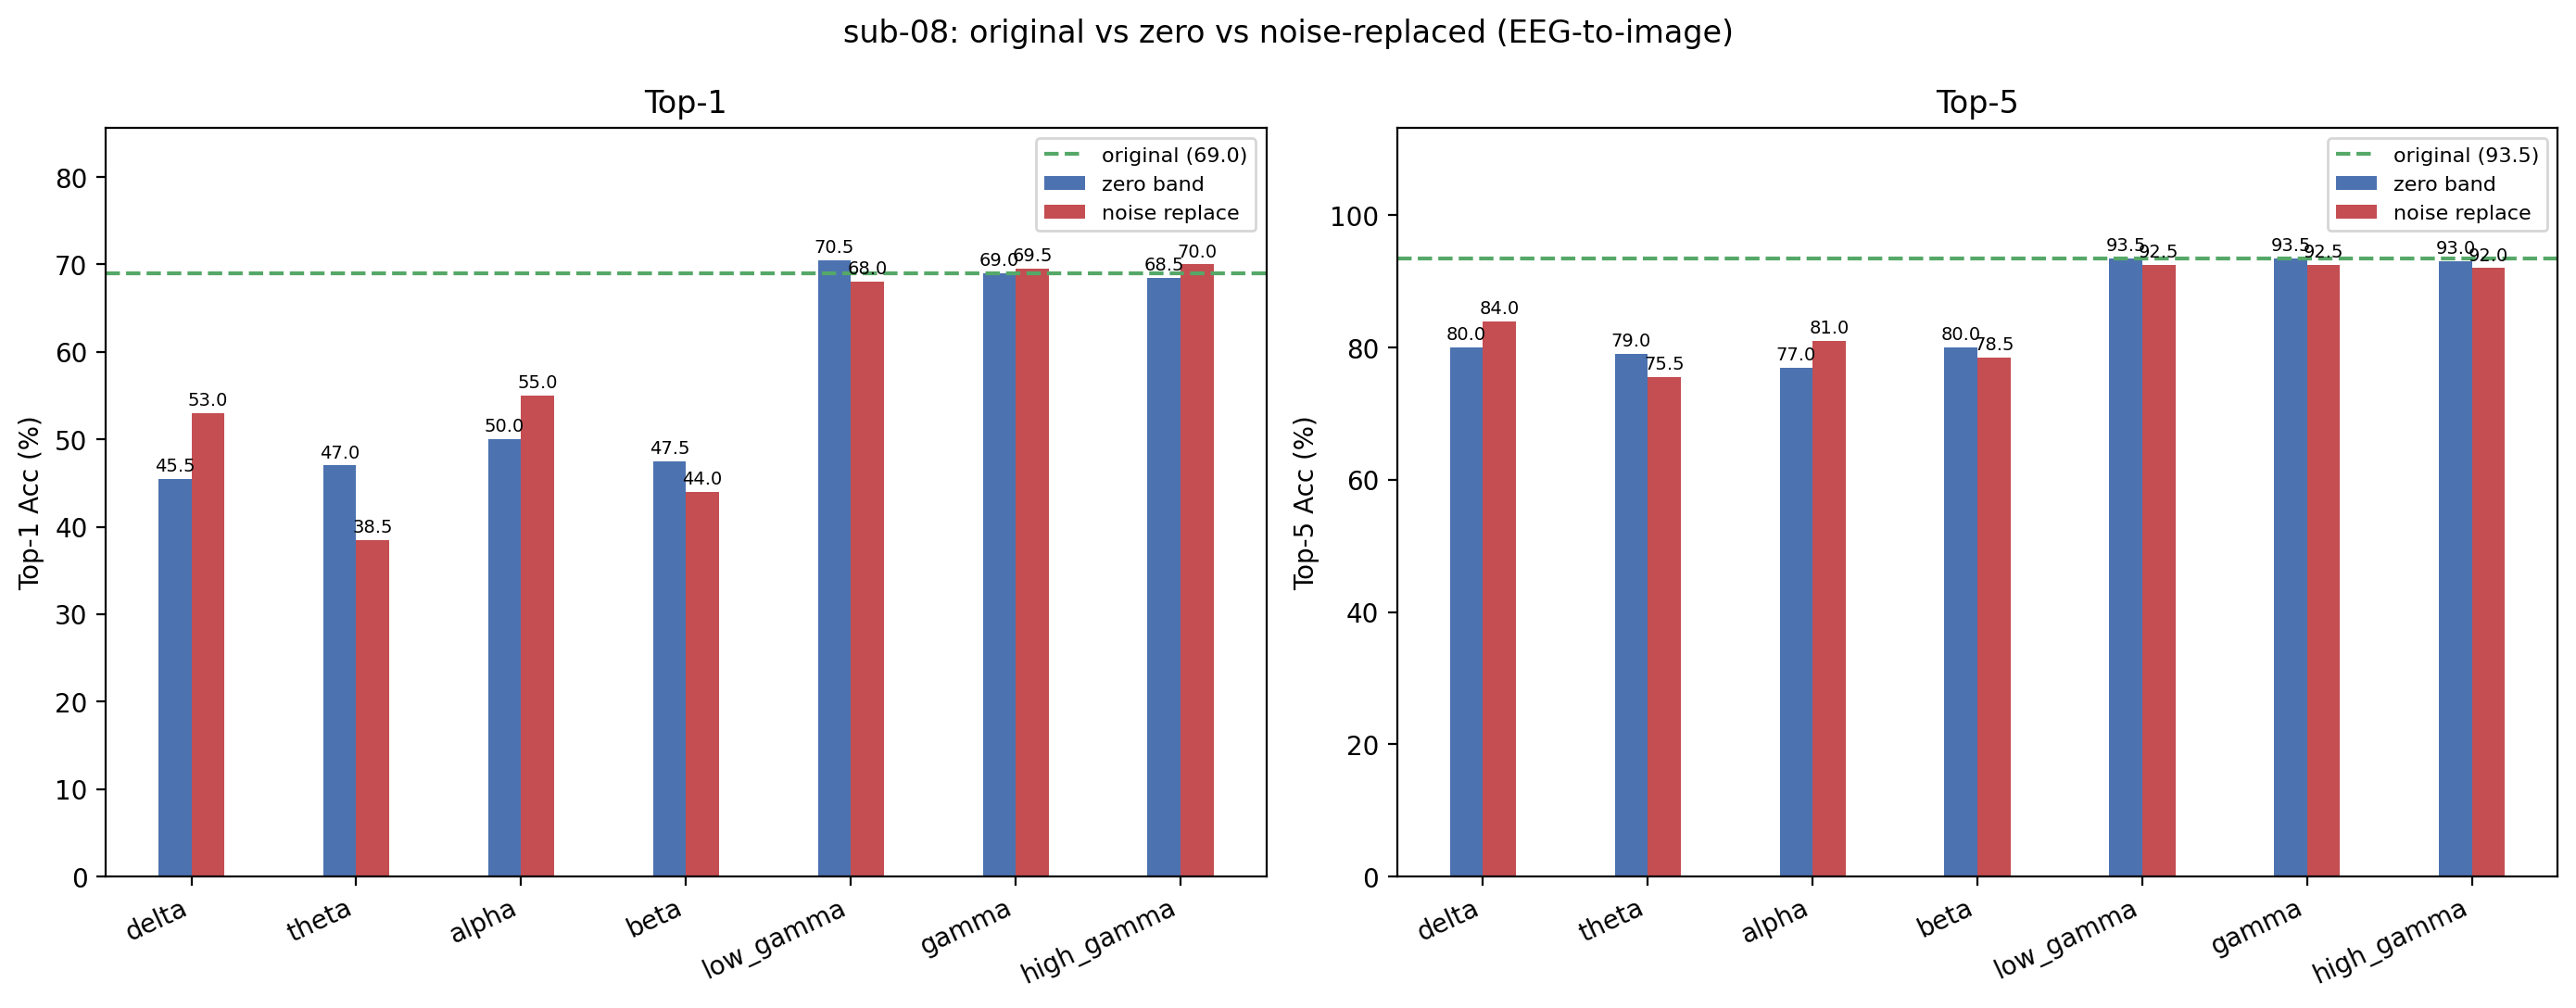 sub-08: original vs zero vs noise-replaced (EEG-to-image)
Top-1
original (69.0)
zero band
noise replace
Top-1 Acc (%)
80
70
60
50
40
30
20
10
0
45.5
53.0
47.0
38.5
50.0
55.0
47.5
44.0
70.5
68.0
69.0
69.5
68.5
70.0
delta
theta
alpha
beta
low_gamma
gamma
high_gamma
Top-5
original (93.5)
zero band
noise replace
Top-5 Acc (%)
100
80
60
40
20
0
80.0
84.0
79.0
75.5
77.0
81.0
80.0
78.5
93.5
92.5
93.5
92.5
93.0
92.0
delta
theta
alpha
beta
low_gamma
gamma
high_gamma